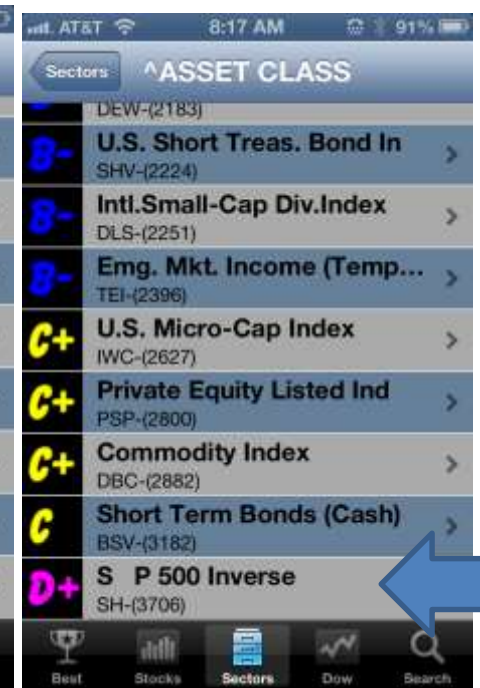 AT&T 8:17 AM 91%
Sectors ^ASSET CLASS
DEW-(2183)
B- U.S. Short Treas. Bond In
SHV-(2224)
B- Intl.Small-Cap Div.Index
DLS-(2251)
B- Emg. Mkt. Income (Temp...
TEI-(2396)
C+ U.S. Micro-Cap Index
IWC-(2627)
C+ Private Equity Listed Ind
PSP-(2800)
C+ Commodity Index
DBC-(2882)
C Short Term Bonds (Cash)
BSV-(3182)
D+ S P 500 Inverse
SH-(3706)
Best Stocks Sectors Dow Search